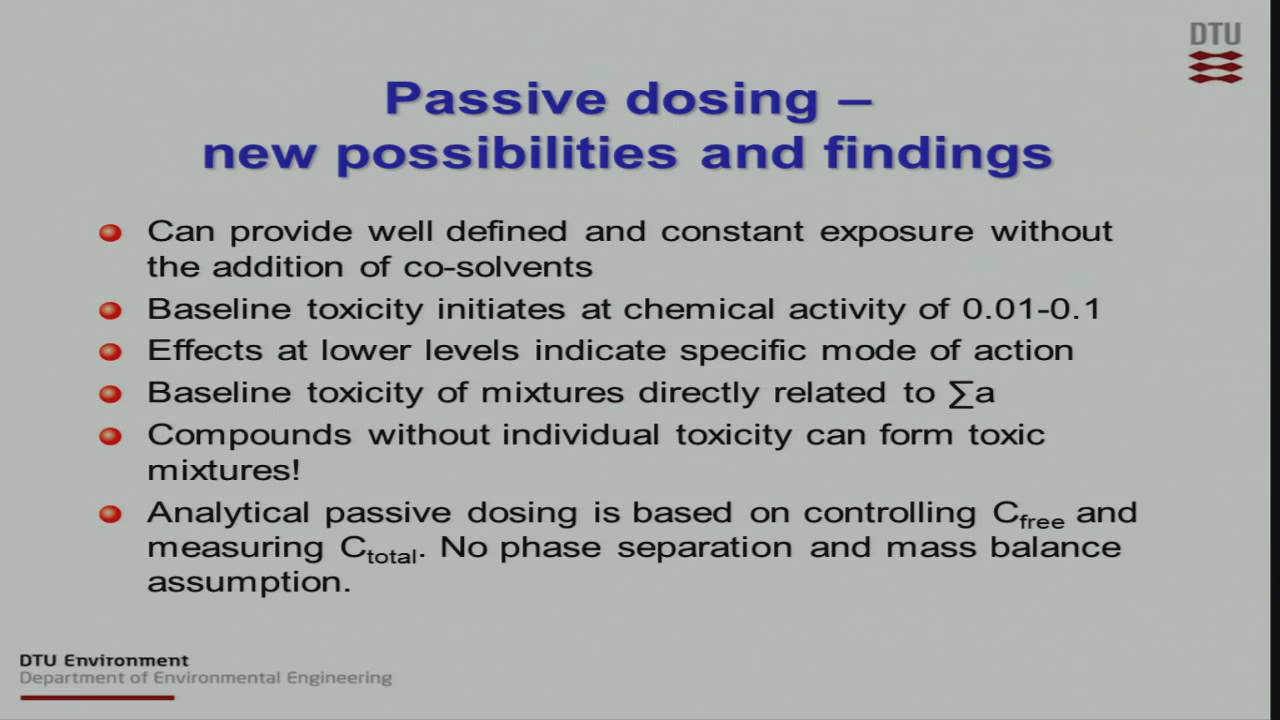 DTU
Passive dosing –
new possibilities and findings
Can provide well defined and constant exposure without
the addition of co-solvents
Baseline toxicity initiates at chemical activity of 0.01-0.1
Effects at lower levels indicate specific mode of action
Baseline toxicity of mixtures directly related to ∑a
Compounds without individual toxicity can form toxic
mixtures!
Analytical passive dosing is based on controlling Cfree and
measuring Ctotal. No phase separation and mass balance
assumption.
DTU Environment
Department of Environmental Engineering